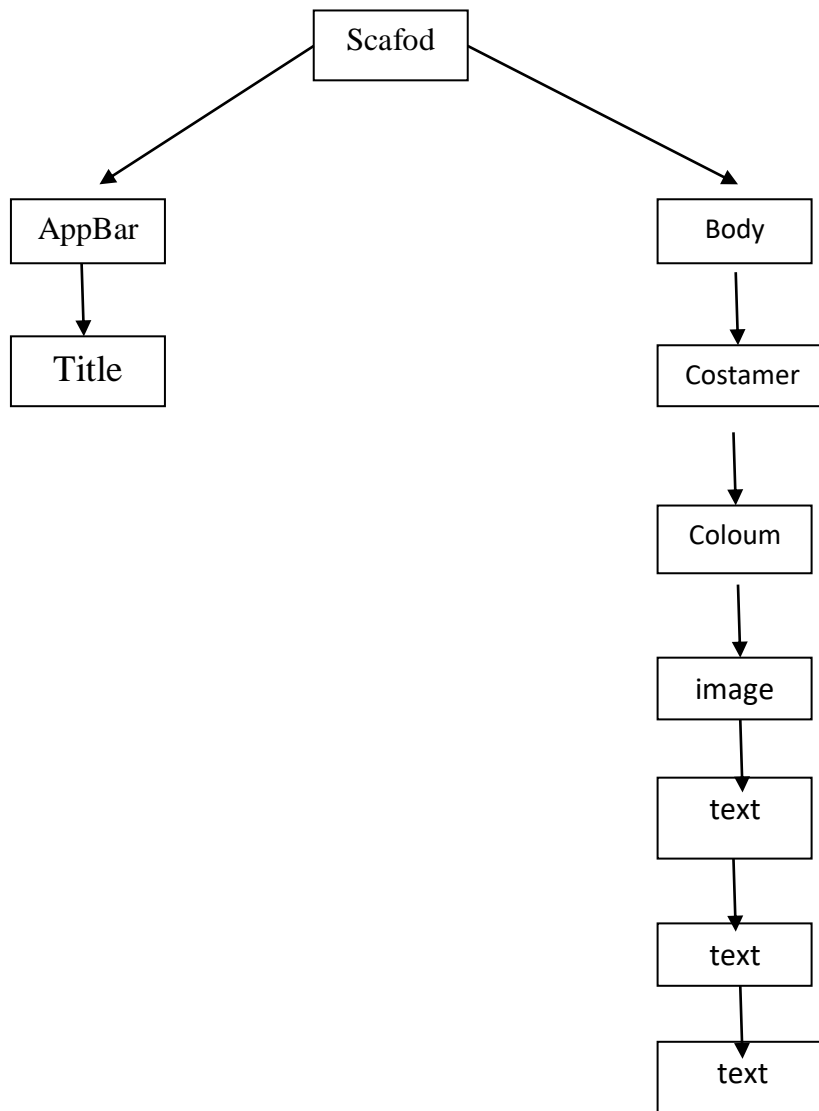 Scafod
AppBar
Body
Title
Costamer
Coloum
image
text
text
text